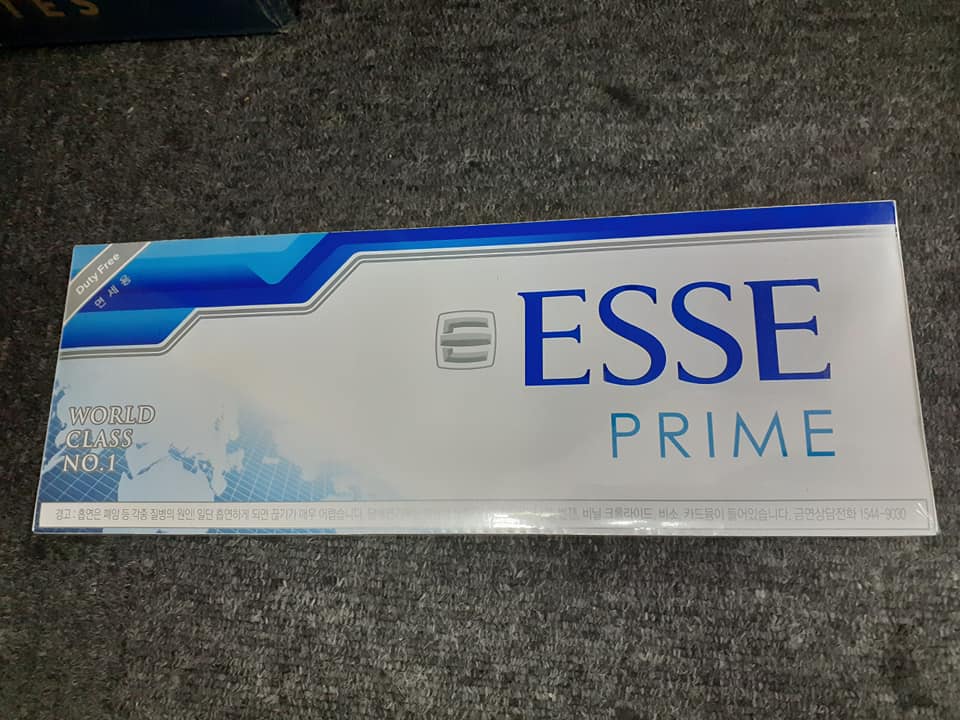 TES
Duty Free
면 세 용
ESSE
PRIME
WORLD
CLASS
NO.1
경고 : 흡연은 폐암 등 각종 질병의 원인! 일단 흡연하게 되면 끊기가 매우 어렵습니다. 비닐 크롤라이드, 비소, 카드뮴이 들어있습니다. 금연상담전화 1544-9030